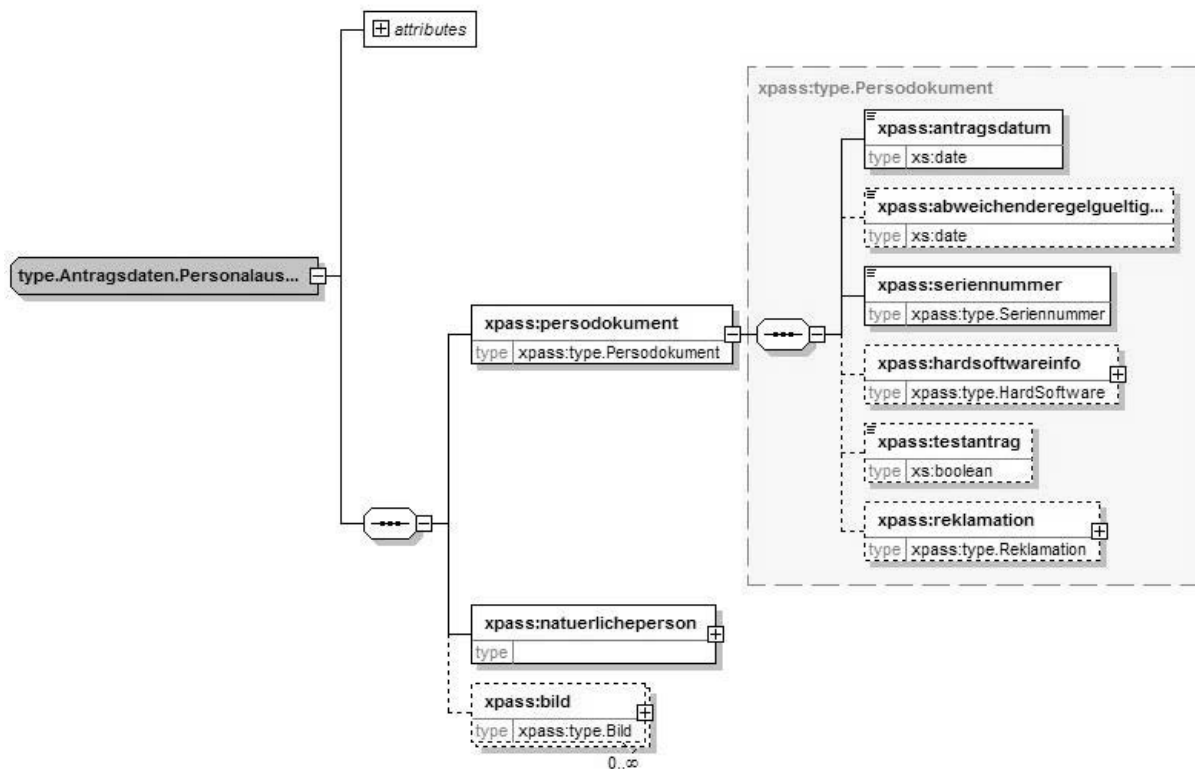 attributes
xpass:type.Persodokument
xpass:antragsdatum
type xs:date
xpass:abweichenderegelgueltig...
type xs:date
type.Antragsdaten.Personalaus...
xpass:seriennummer
type xpass:type.Seriennummer
xpass:persodokument
type xpass:type.Persodokument
xpass:hardsoftwareinfo
type xpass:type.HardSoftware
xpass:testantrag
type xs:boolean
xpass:reklamation
type xpass:type.Reklamation
xpass:natuerlicheperson
type
xpass:bild
type xpass:type.Bild
0..∞